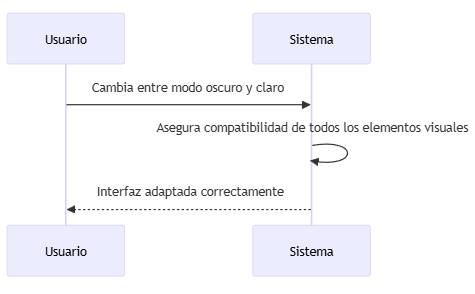 Usuario
Sistema
Cambia entre modo oscuro y claro
Asegura compatibilidad de todos los elementos visuales
Interfaz adaptada correctamente
Usuario
Sistema